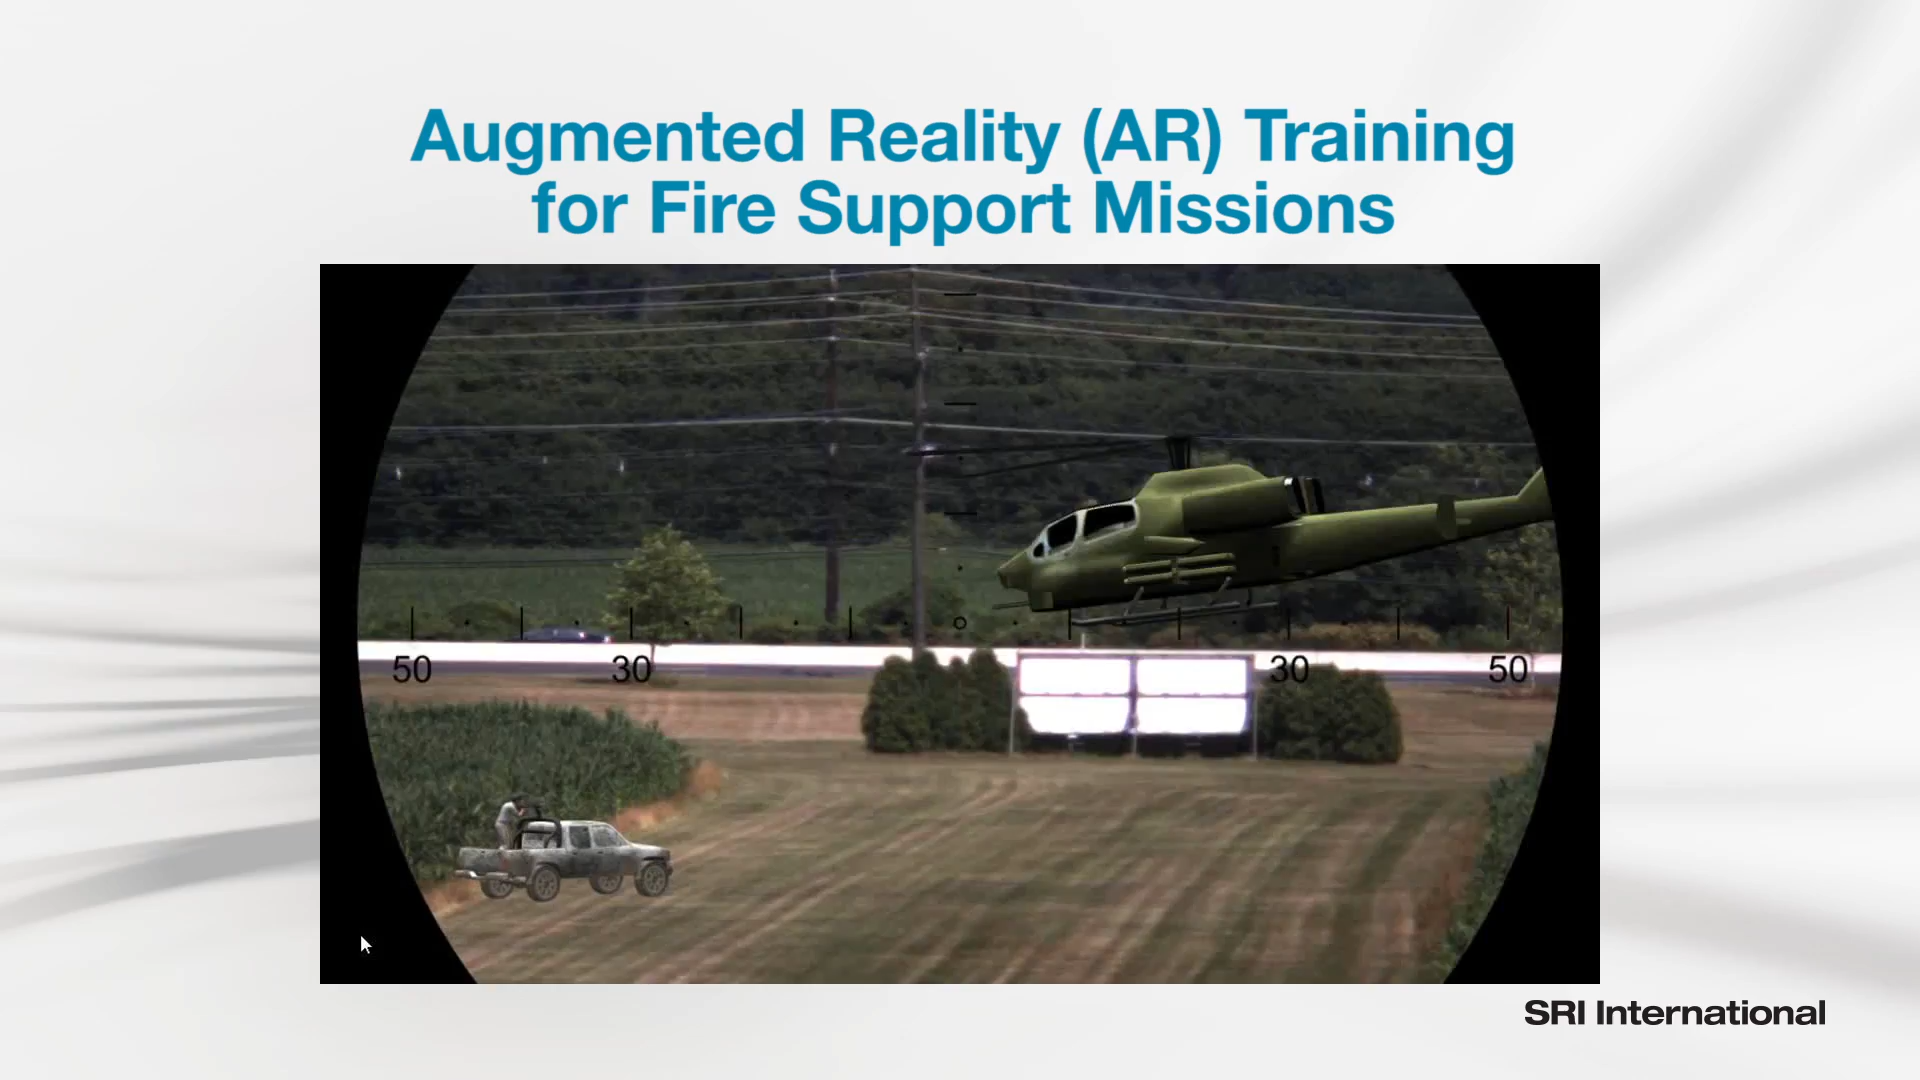 Augmented Reality (AR) Training
for Fire Support Missions
50 30 30 50
SRI International